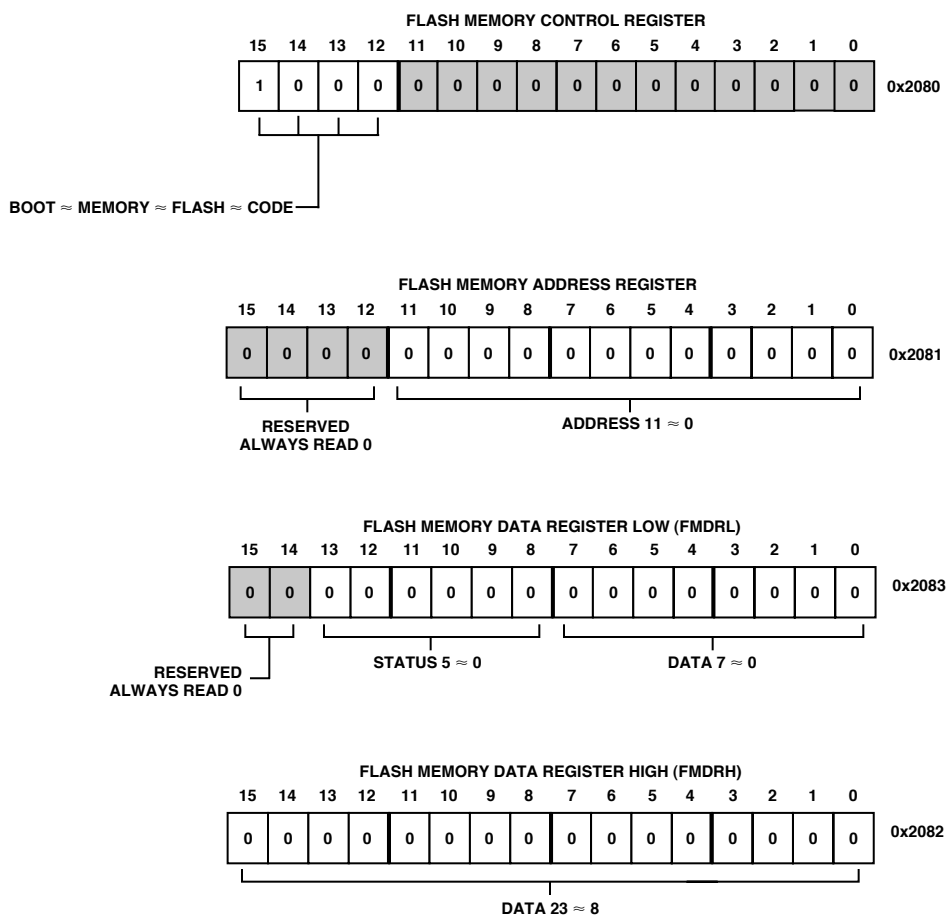 FLASH MEMORY CONTROL REGISTER
15 14 13 12 11 10 9 8 7 6 5 4 3 2 1 0
1 0 0 0 0 0 0 0 0 0 0 0 0 0 0 0 0x2080
BOOT ≈ MEMORY ≈ FLASH ≈ CODE
FLASH MEMORY ADDRESS REGISTER
15 14 13 12 11 10 9 8 7 6 5 4 3 2 1 0
0 0 0 0 0 0 0 0 0 0 0 0 0 0 0 0 0x2081
RESERVED
ALWAYS READ 0
ADDRESS 11 ≈ 0
FLASH MEMORY DATA REGISTER LOW (FMDRL)
15 14 13 12 11 10 9 8 7 6 5 4 3 2 1 0
0 0 0 0 0 0 0 0 0 0 0 0 0 0 0 0 0x2083
RESERVED
ALWAYS READ 0
STATUS 5 ≈ 0
DATA 7 ≈ 0
FLASH MEMORY DATA REGISTER HIGH (FMDRH)
15 14 13 12 11 10 9 8 7 6 5 4 3 2 1 0
0 0 0 0 0 0 0 0 0 0 0 0 0 0 0 0 0x2082
DATA 23 ≈ 8